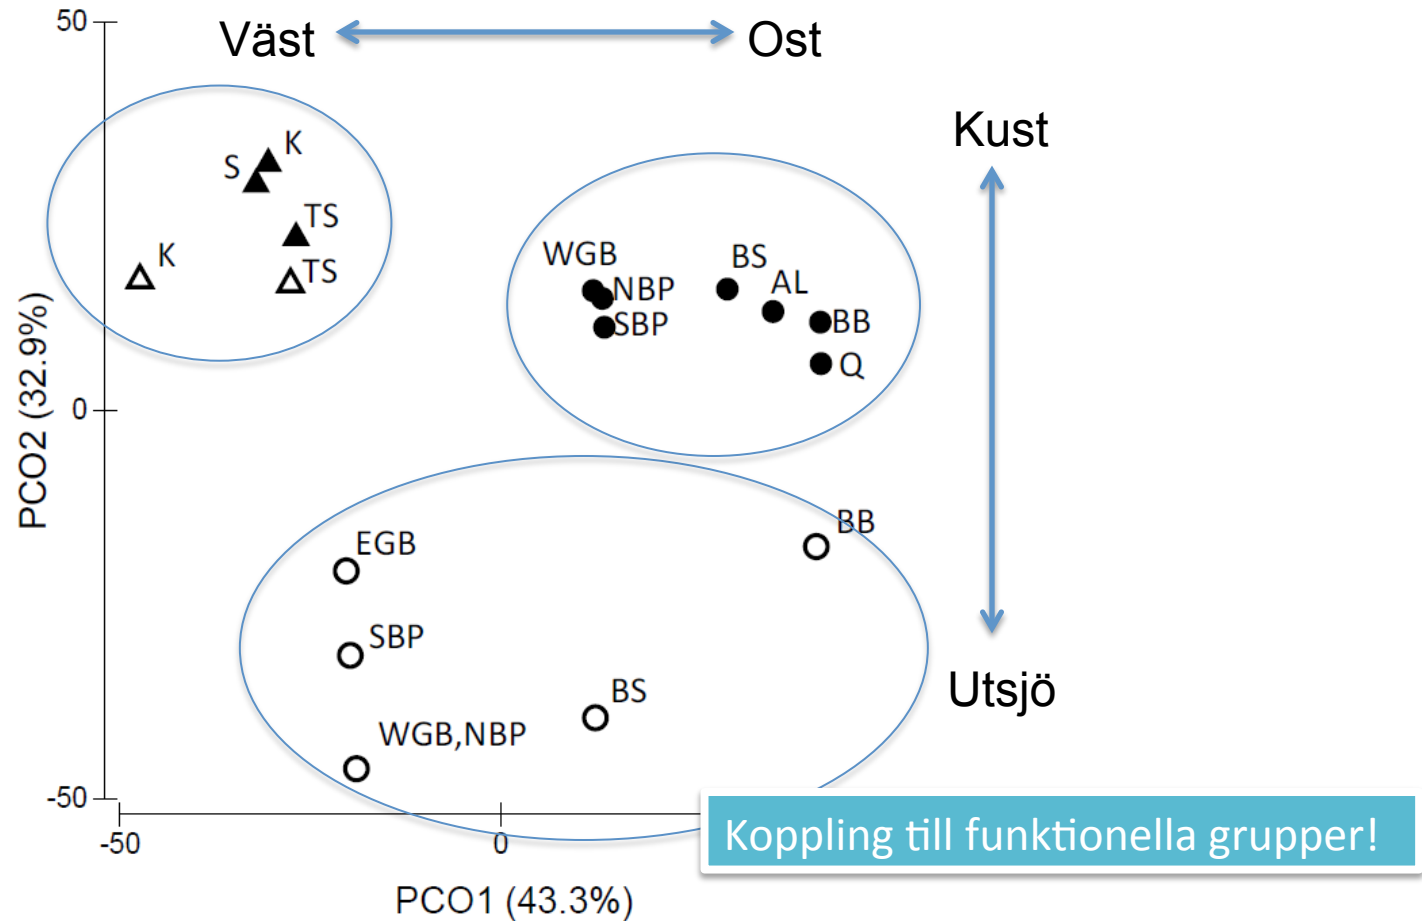 50
Väst
Ost
Kust
K
S
TS
K
TS
WGB
NBP
SBP
BS
AL
BB
Q
PCO2 (32.9%)
0
BB
EGB
SBP
BS
Utsjö
WGB,NBP
-50
-50
0
Koppling till funktionella grupper!
PCO1 (43.3%)